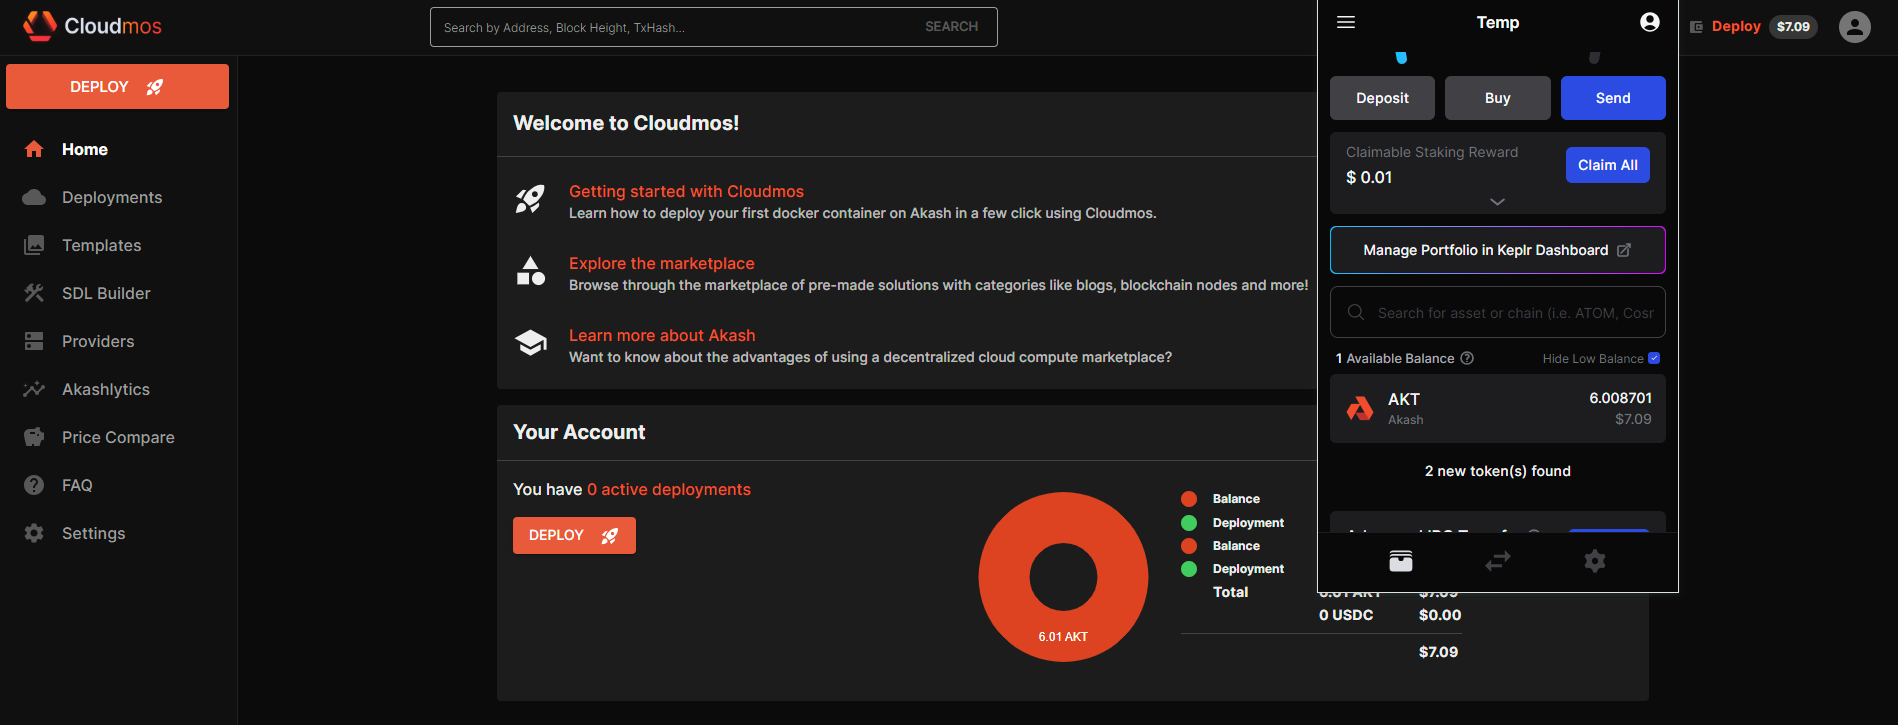 Cloudmos
Search by Address, Block Height, TxHash...
SEARCH
Deploy
$7.09
DEPLOY
Home
Deployments
Templates
SDL Builder
Providers
Akashlytics
Price Compare
FAQ
Settings
Welcome to Cloudmos!
Getting started with Cloudmos
Learn how to deploy your first docker container on Akash in a few click using Cloudmos.
Explore the marketplace
Browse through the marketplace of pre-made solutions with categories like blogs, blockchain nodes and more!
Learn more about Akash
Want to know about the advantages of using a decentralized cloud compute marketplace?
Your Account
You have 0 active deployments
DEPLOY
6.01 AKT
Balance
Deployment
Balance
Deployment
Total
6.01 AKT $7.09
0 USDC $0.00
$7.09
Temp
Deposit
Buy
Send
Claimable Staking Reward
$ 0.01
Claim All
Manage Portfolio in Keplr Dashboard
Search for asset or chain (i.e. ATOM, Cosr
1 Available Balance
Hide Low Balance
AKT 6.008701
Akash $7.09
2 new token(s) found